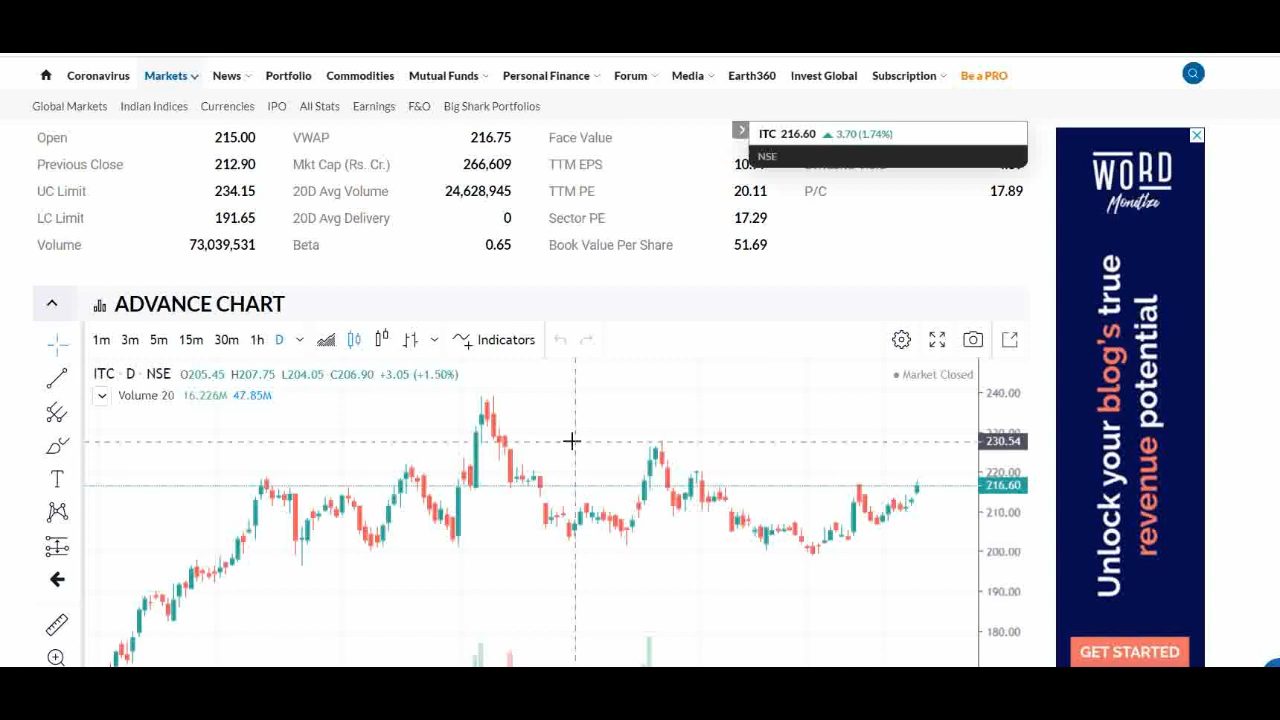 Coronavirus Markets News Portfolio Commodities Mutual Funds Personal Finance Forum Media Earth360 Invest Global Subscription Be a PRO
Global Markets Indian Indices Currencies IPO All Stats Earnings F&O Big Shark Portfolios
Open 215.00 VWAP 216.75 Face Value
ITC 216.60 3.70 (1.74%)
NSE
Previous Close 212.90 Mkt Cap (Rs. Cr.) 266,609 TTM EPS
UC Limit 234.15 20D Avg Volume 24,628,945 TTM PE 20.11 P/C 17.89
LC Limit 191.65 20D Avg Delivery 0 Sector PE 17.29
Volume 73,039,531 Beta 0.65 Book Value Per Share 51.69
ADVANCE CHART
1m 3m 5m 15m 30m 1h D Indicators
ITC · D · NSE O205.45 H207.75 L204.05 C206.90 +3.05 (+1.50%)
Market Closed
Volume 20 16.226M 47.85M
240.00
230.54
220.00
216.60
210.00
200.00
190.00
180.00
WORD
Monetize
Unlock your blog's true
revenue potential
GET STARTED